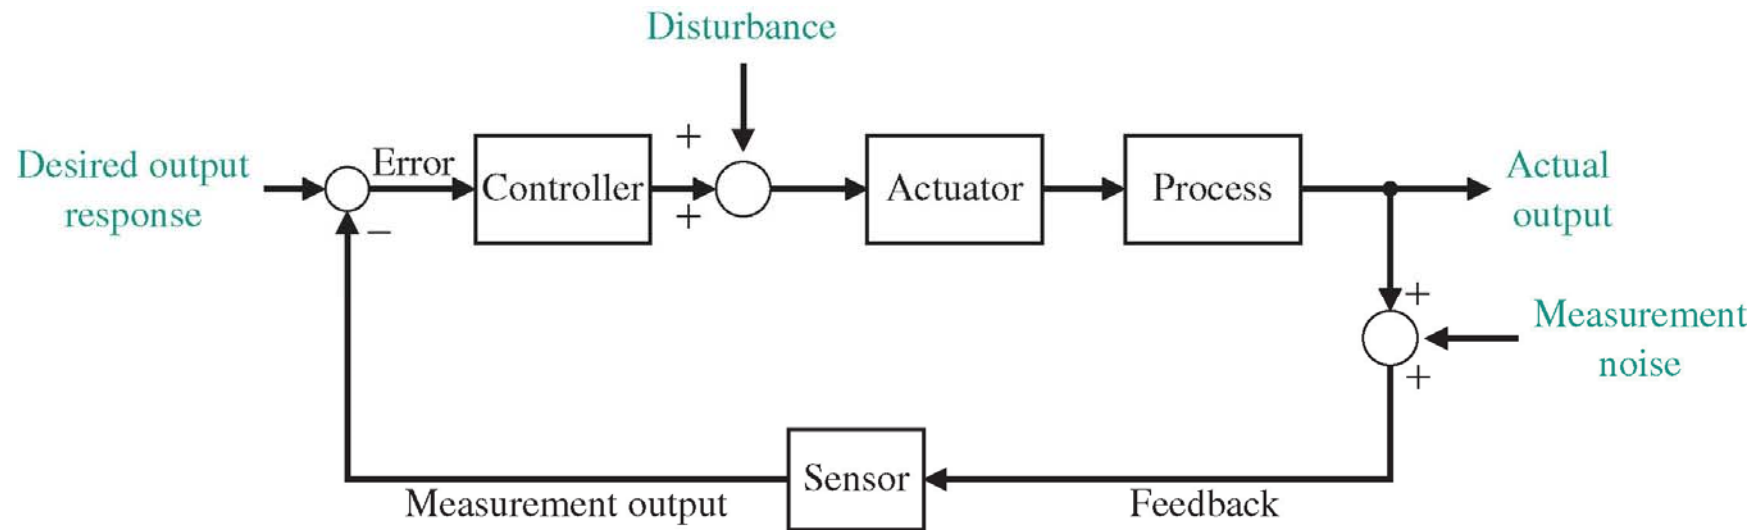 Disturbance
Desired output
response
Error
−
+
+
Controller
Actuator
Process
Actual
output
+
+
Measurement
noise
Sensor
Measurement output
Feedback